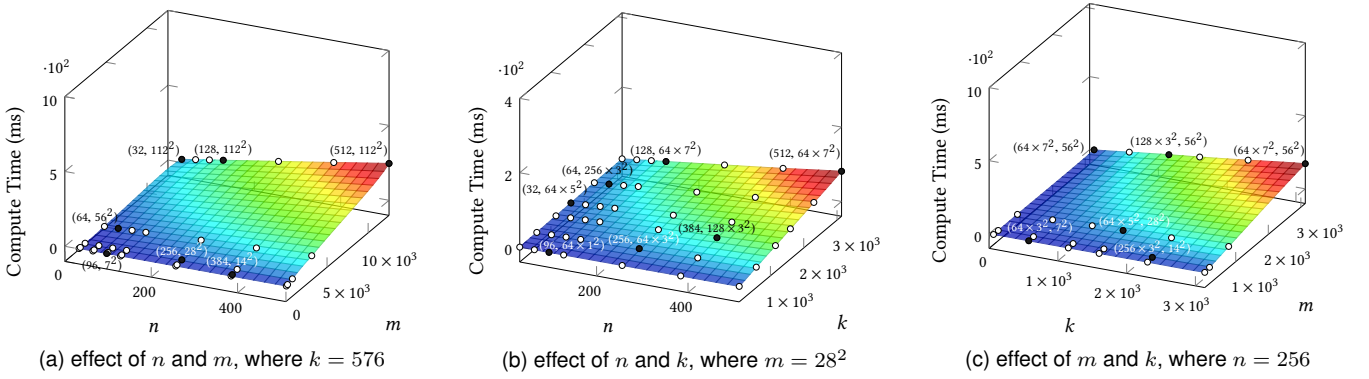 ·10²
Compute Time (ms)
10
5
0
(32, 112²)
(128, 112²)
(512, 112²)
(64, 56²)
(96, 7²)
(256, 28²)
(384, 14²)
0
200
400
n
0
5 × 10³
10 × 10³
m
(a) effect of n and m, where k = 576
·10²
Compute Time (ms)
4
2
0
(128, 64 × 7²)
(512, 64 × 7²)
(64, 256 × 3²)
(32, 64 × 5²)
(384, 128 × 3²)
(96, 64 × 1²)
(256, 64 × 3²)
200
400
n
1 × 10³
2 × 10³
3 × 10³
k
(b) effect of n and k, where m = 28²
·10²
Compute Time (ms)
10
5
0
(64 × 7², 56²)
(128 × 3², 56²)
(64 × 7², 56²)
(64 × 3², 7²)
(64 × 5², 28²)
(256 × 3², 14²)
0
1 × 10³
2 × 10³
3 × 10³
k
1 × 10³
2 × 10³
3 × 10³
m
(c) effect of m and k, where n = 256